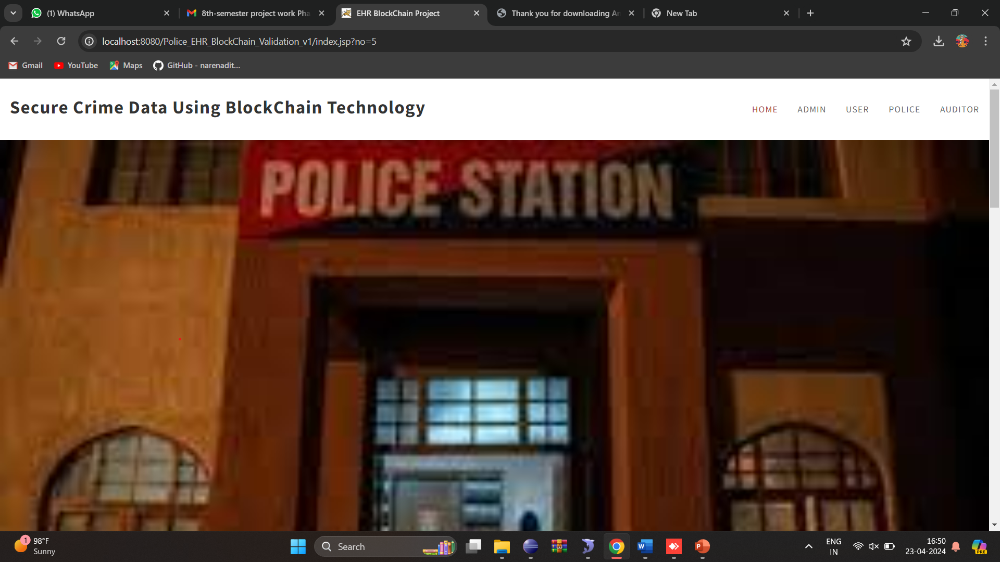 (1) WhatsApp
8th-semester project work Pha
EHR BlockChain Project
Thank you for downloading An
New Tab
localhost:8080/Police_EHR_BlockChain_Validation_v1/index.jsp?no=5
Gmail
YouTube
Maps
GitHub - narenadit...
Secure Crime Data Using BlockChain Technology
HOME ADMIN USER POLICE AUDITOR
POLICE STATION
1
98°F
Sunny
Search
W
P
ENG
IN
16:50
23-04-2024
PRE